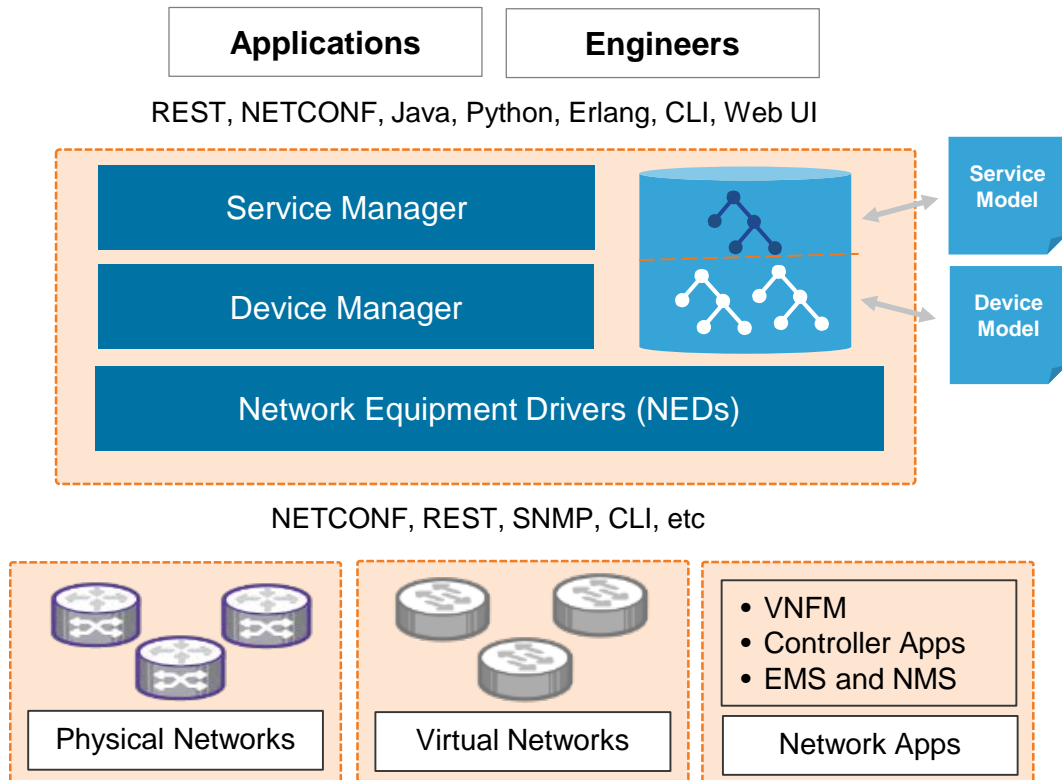 Applications
Engineers
REST, NETCONF, Java, Python, Erlang, CLI, Web UI
Service Manager
Device Manager
Network Equipment Drivers (NEDs)
Service
Model
Device
Model
NETCONF, REST, SNMP, CLI, etc
Physical Networks
Virtual Networks
• VNFM
• Controller Apps
• EMS and NMS
Network Apps